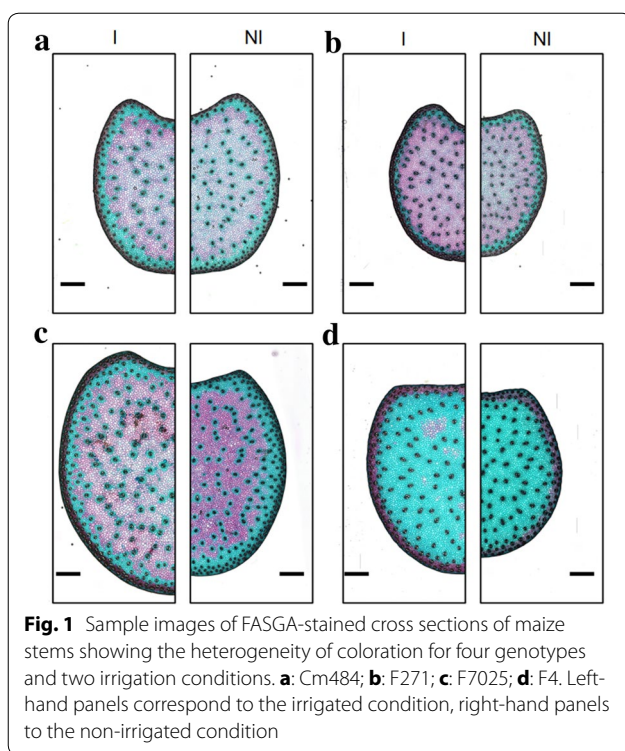 a I NI
b I NI
c
d
Fig. 1 Sample images of FASGA-stained cross sections of maize
stems showing the heterogeneity of coloration for four genotypes
and two irrigation conditions. a: Cm484; b: F271; c: F7025; d: F4. Left-
hand panels correspond to the irrigated condition, right-hand panels
to the non-irrigated condition